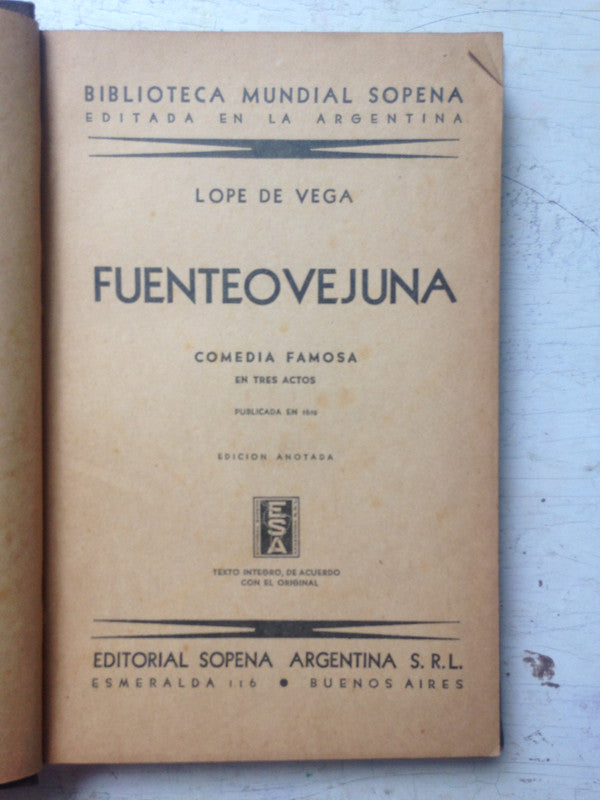 BIBLIOTECA MUNDIAL SOPENA
EDITADA EN LA ARGENTINA
LOPE DE VEGA
FUENTEOVEJUNA
COMEDIA FAMOSA
EN TRES ACTOS
PUBLICADA EN
EDICION ANOTADA
ESA
TEXTO INTEGRO, DE ACUERDO
CON EL ORIGINAL
EDITORIAL SOPENA ARGENTINA S. R. L.
ESMERALDA 116 ● BUENOS AIRES